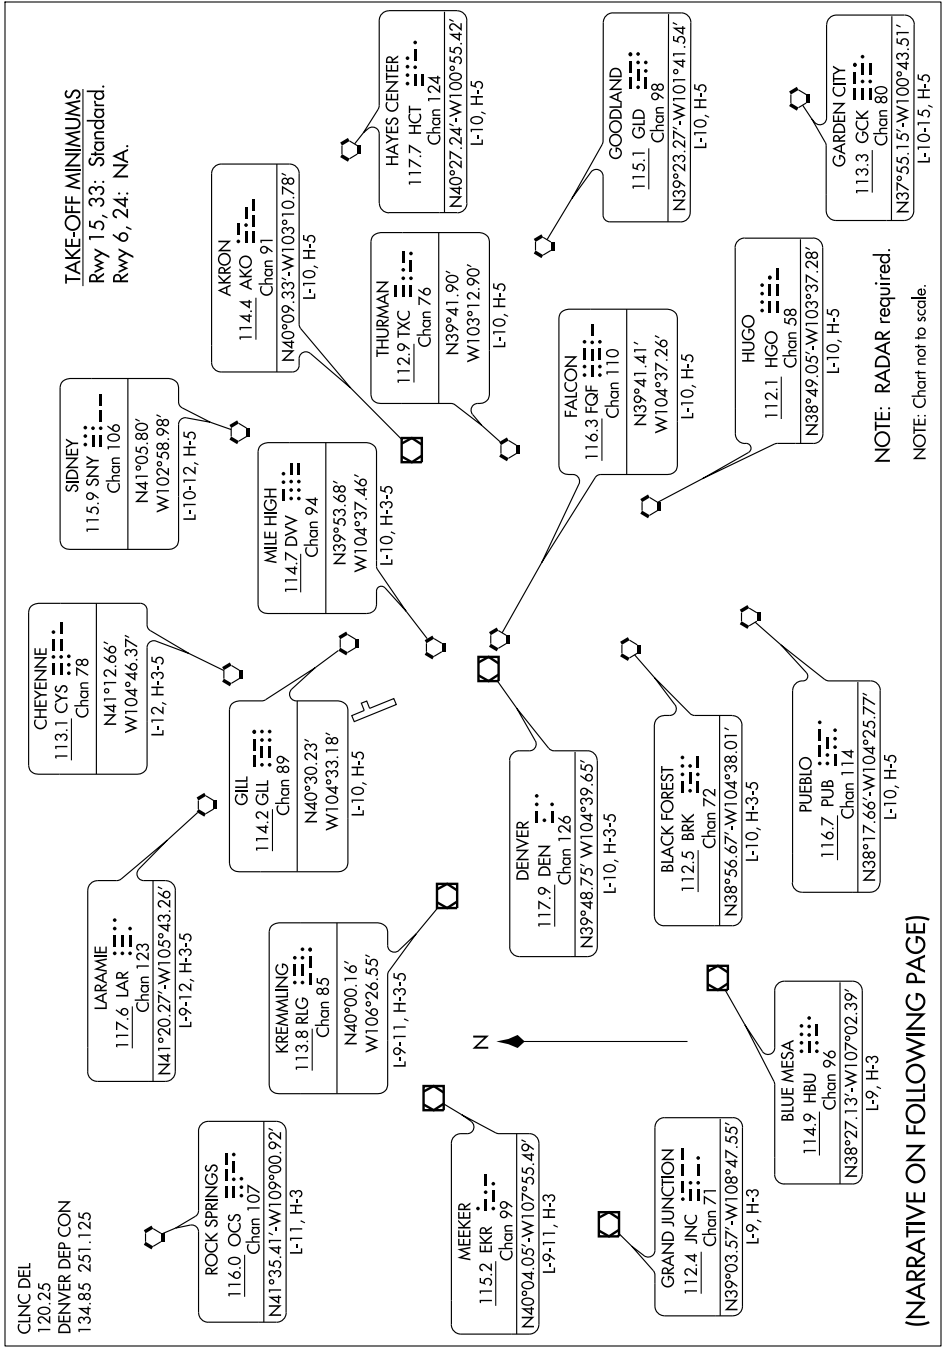 CLNC DEL
120.25
DENVER DEP CON
134.85 251.125
TAKE-OFF MINIMUMS
Rwy 15, 33: Standard.
Rwy 6, 24: NA.
ROCK SPRINGS
116.0 OCS
Chan 107
N41°35.41′-W109°00.92′
L-11, H-3
LARAMIE
117.6 LAR
Chan 123
N41°20.27′-W105°43.26′
L-9-12, H-3-5
CHEYENNE
113.1 CYS
Chan 78
N41°12.66′
W104°46.37′
L-12, H-3-5
SIDNEY
115.9 SNY
Chan 106
N41°05.80′
W102°58.98′
L-10-12, H-5
AKRON
114.4 AKO
Chan 91
N40°09.33′-W103°10.78′
L-10, H-5
HAYES CENTER
117.7 HCT
Chan 124
N40°27.24′-W100°55.42′
L-10, H-5
GILL
114.2 GLL
Chan 89
N40°30.23′
W104°33.18′
L-10, H-5
MILE HIGH
114.7 DVV
Chan 94
N39°53.68′
W104°37.46′
L-10, H-3-5
THURMAN
112.9 TXC
Chan 76
N39°41.90′
W103°12.90′
L-10, H-5
KREMMLING
113.8 RLG
Chan 85
N40°00.16′
W106°26.55′
L-9-11, H-3-5
N
MEEKER
115.2 EKR
Chan 99
N40°04.05′-W107°55.49′
L-9-11, H-3
DENVER
117.9 DEN
Chan 126
N39°48.75′ W104°39.65′
L-10, H-3-5
FALCON
116.3 FQF
Chan 110
N39°41.41′
W104°37.26′
L-10, H-5
GOODLAND
115.1 GLD
Chan 98
N39°23.27′-W101°41.54′
L-10, H-5
GRAND JUNCTION
112.4 JNC
Chan 71
N39°03.57′-W108°47.55′
L-9, H-3
BLACK FOREST
112.5 BRK
Chan 72
N38°56.67′-W104°38.01′
L-10, H-3-5
HUGO
112.1 HGO
Chan 58
N38°49.05′-W103°37.28′
L-10, H-5
BLUE MESA
114.9 HBU
Chan 96
N38°27.13′-W107°02.39′
L-9, H-3
PUEBLO
116.7 PUB
Chan 114
N38°17.66′-W104°25.77′
L-10, H-5
GARDEN CITY
113.3 GCK
Chan 80
N37°55.15′-W100°43.51′
L-10-15, H-5
NOTE: RADAR required.
NOTE: Chart not to scale.
(NARRATIVE ON FOLLOWING PAGE)